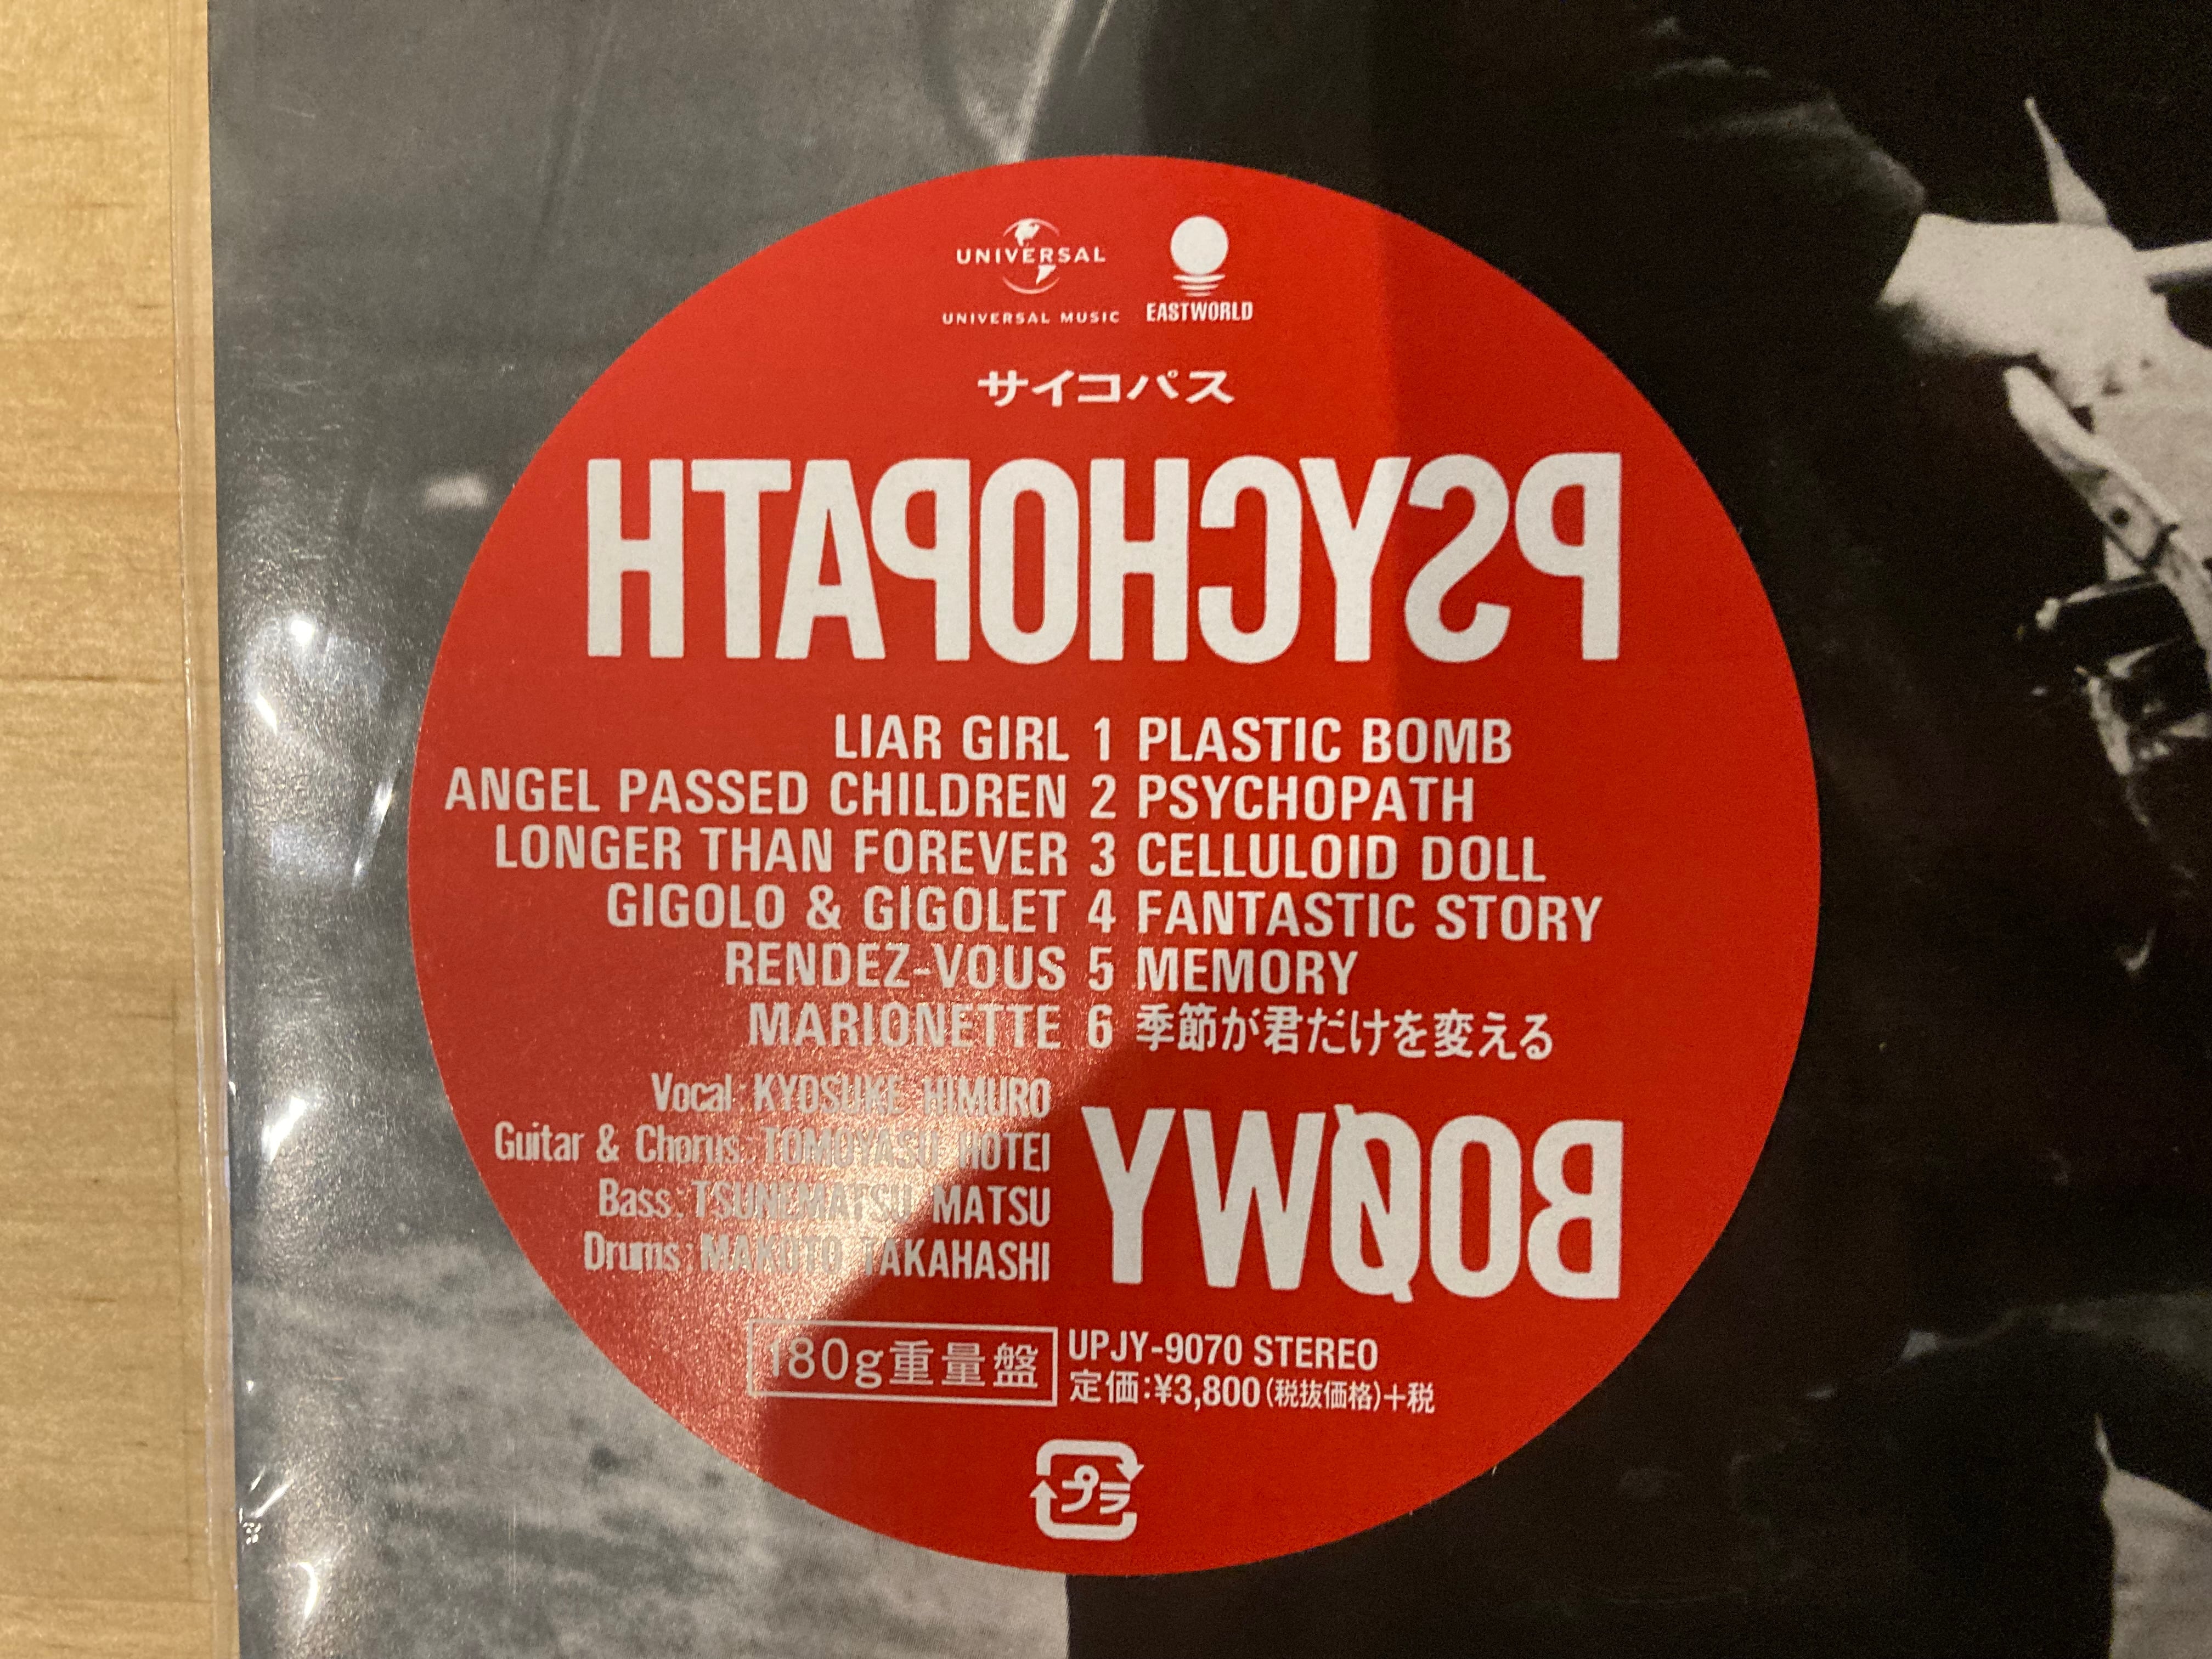 UNIVERSAL
UNIVERSAL MUSIC
EASTWORLD
サイコパス
PSYCHOPATH
LIAR GIRL 1 PLASTIC BOMB
ANGEL PASSED CHILDREN 2 PSYCHOPATH
LONGER THAN FOREVER 3 CELLULOID DOLL
GIGOLO & GIGOLET 4 FANTASTIC STORY
RENDEZ-VOUS 5 MEMORY
MARIONETTE 6 季節が君だけを変える
Vocal: KYOSUKE HIMURO
Guitar & Chorus: TOMOYASU HOTEI
Bass: TSUNEMATSU MATSUI
Drums: MAKOTO TAKAHASHI
BOØWY
180g重量盤
UPJY-9070 STEREO
定価:¥3,800(税抜価格)+税
プラ